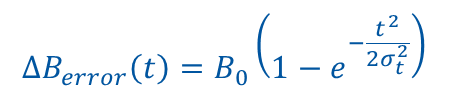 ΔB_error(t) = B_0 (1 − e^{−t²/(2σ_t²)})